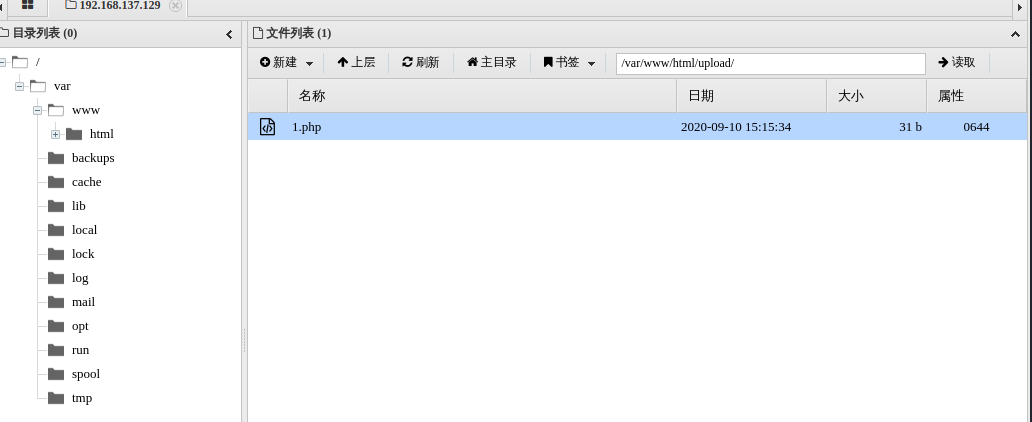 192.168.137.129
目录列表 (0)
/
var
www
html
backups
cache
lib
local
lock
log
mail
opt
run
spool
tmp
文件列表 (1)
新建 上层 刷新 主目录 书签 /var/www/html/upload/ 读取
名称 日期 大小 属性
1.php 2020-09-10 15:15:34 31 b 0644